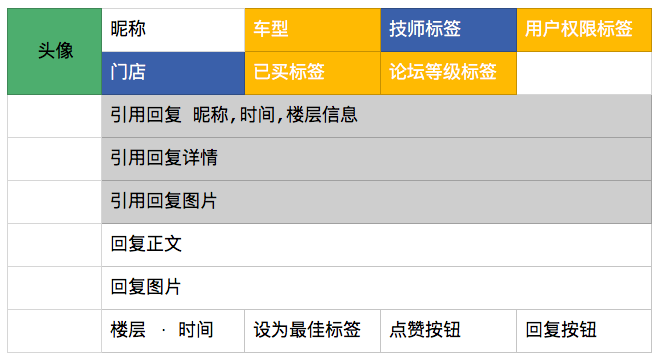 头像
昵称 车型 技师标签 用户权限标签
门店 已买标签 论坛等级标签
引用回复 昵称,时间,楼层信息
引用回复详情
引用回复图片
回复正文
回复图片
楼层 · 时间 设为最佳标签 点赞按钮 回复按钮